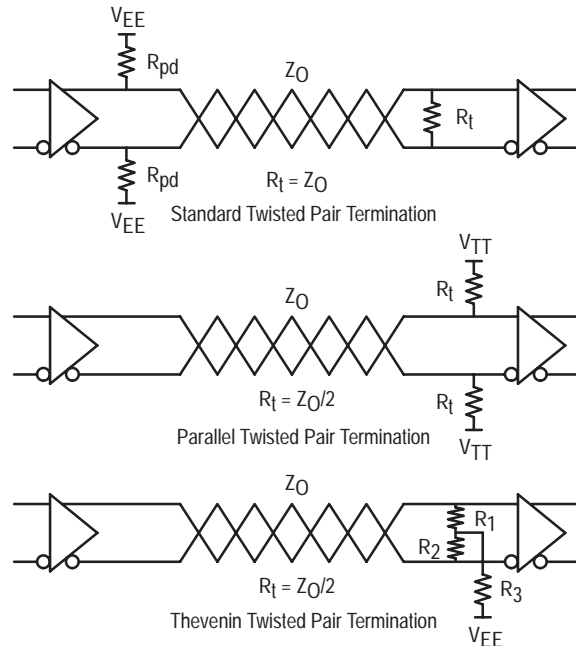 VEE
Rpd
ZO
Rt
Rpd
VEE
Rt = ZO
Standard Twisted Pair Termination
VTT
ZO
Rt
Rt = ZO/2
Rt
Parallel Twisted Pair Termination
VTT
ZO
R1
R2
Rt = ZO/2
R3
Thevenin Twisted Pair Termination
VEE